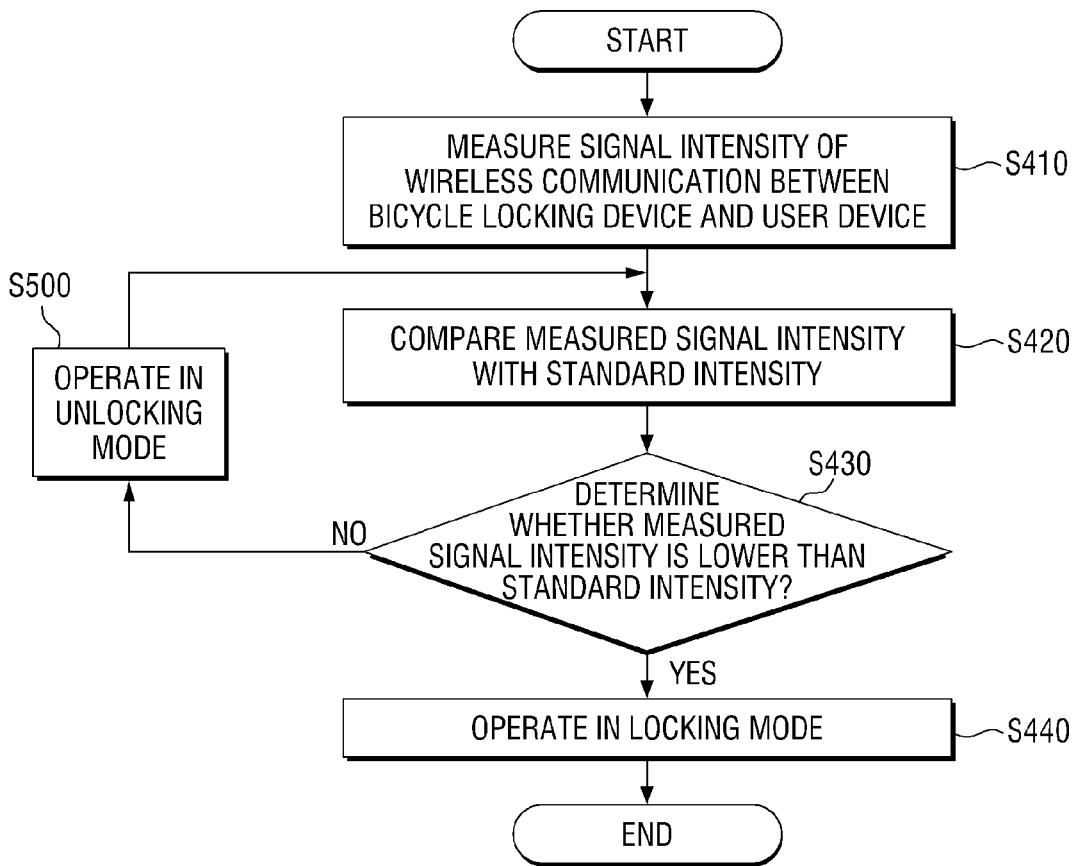 START
MEASURE SIGNAL INTENSITY OF
WIRELESS COMMUNICATION BETWEEN
BICYCLE LOCKING DEVICE AND USER DEVICE
S410
S500
OPERATE IN
UNLOCKING
MODE
COMPARE MEASURED SIGNAL INTENSITY
WITH STANDARD INTENSITY
S420
S430
DETERMINE
WHETHER MEASURED
SIGNAL INTENSITY IS LOWER THAN
STANDARD INTENSITY?
NO
YES
OPERATE IN LOCKING MODE
S440
END